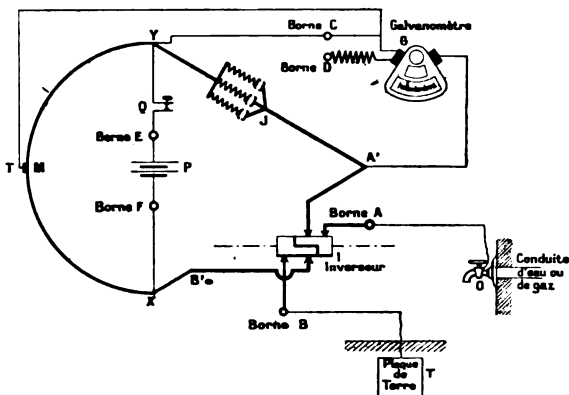 Y
Borne C
Galvanomètre
G
Borne D
Q
J
Borne E
T M
P
A'
Borne F
Borne A
I
Inverseur
B'
X
O
Conduite
d'eau ou
de gaz
Borne B
Plaque
de
Terre
T